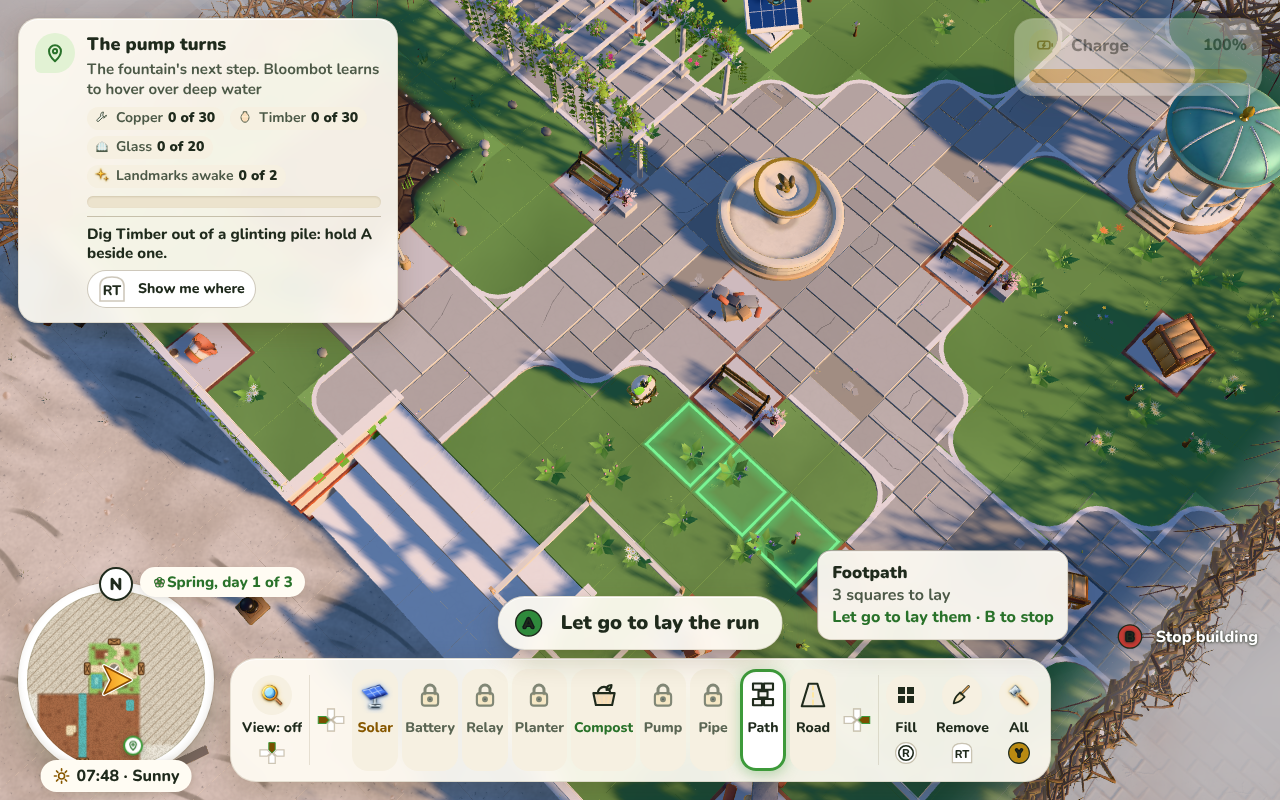 The pump turns
The fountain's next step. Bloombot learns
to hover over deep water
Copper 0 of 30
Timber 0 of 30
Glass 0 of 20
Landmarks awake 0 of 2
Dig Timber out of a glinting pile: hold A
beside one.
RT Show me where
Charge 100%
N
Spring, day 1 of 3
07:48 · Sunny
A Let go to lay the run
Footpath
3 squares to lay
Let go to lay them · B to stop
B Stop building
View: off
Solar
Battery
Relay
Planter
Compost
Pump
Pipe
Path
Road
Fill
R
Remove
RT
All
Y